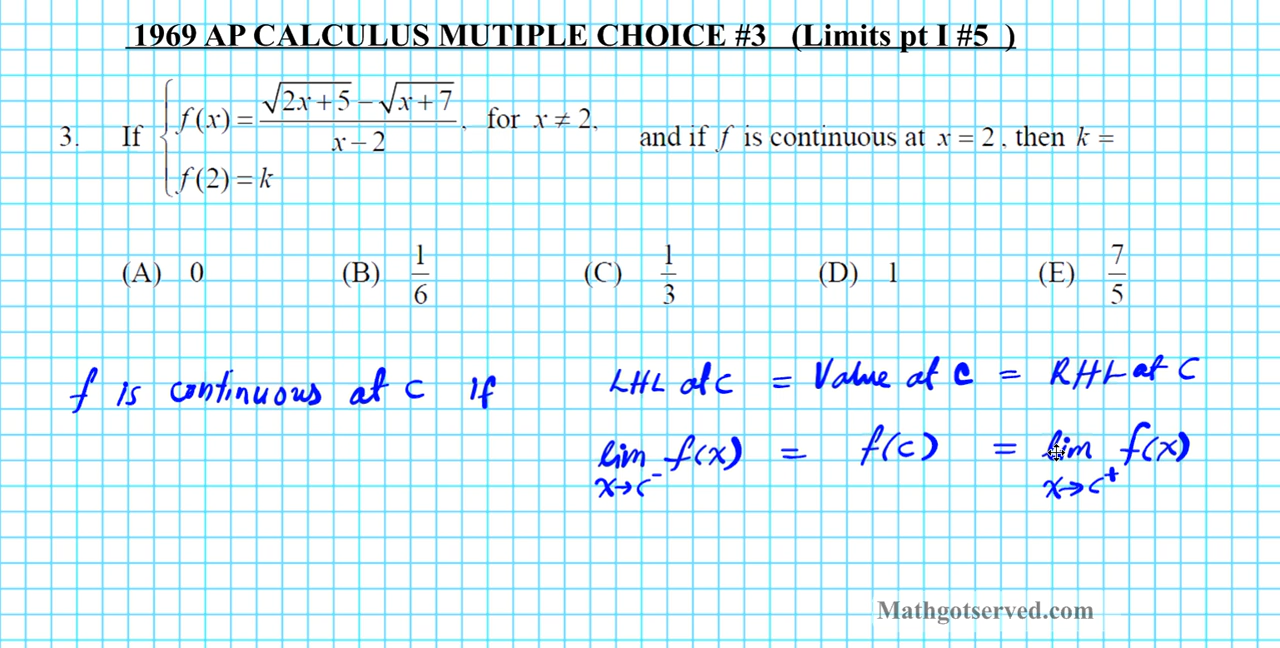 1969 AP CALCULUS MUTIPLE CHOICE #3 (Limits pt I #5 )
3. If { f(x) = (√(2x+5) − √(x+7))/(x−2), for x ≠ 2,
f(2) = k
and if f is continuous at x = 2, then k =
(A) 0 (B) 1/6 (C) 1/3 (D) 1 (E) 7/5
f is continuous at c if LHL at c = Value at c = RHL at c
lim x→c⁻ f(x) = f(c) = lim x→c⁺ f(x)
Mathgotserved.com